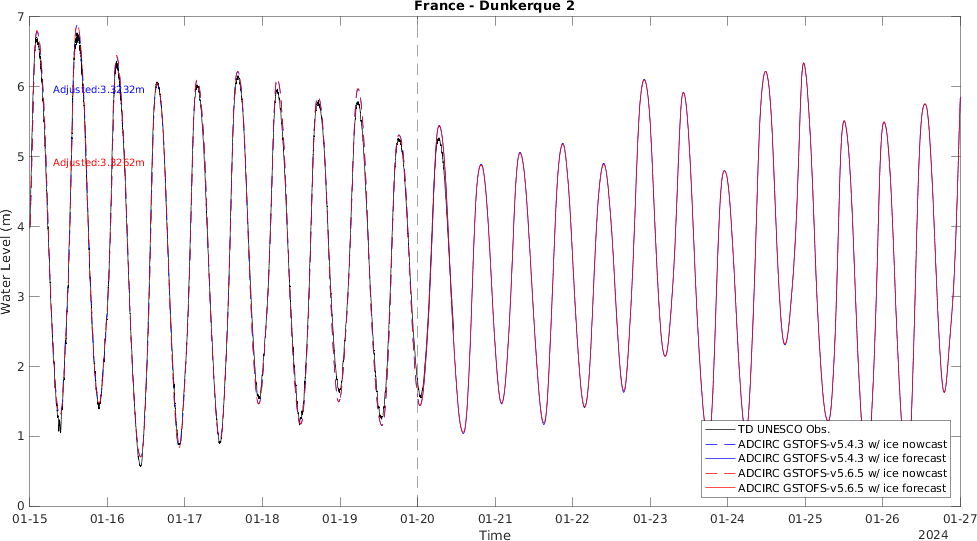 France - Dunkerque 2
7
6
5
4
3
2
1
0
Water Level (m)
Adjusted:3.3232m
Adjusted:3.3262m
TD UNESCO Obs.
ADCIRC GSTOFS-v5.4.3 w/ ice nowcast
ADCIRC GSTOFS-v5.4.3 w/ ice forecast
ADCIRC GSTOFS-v5.6.5 w/ ice nowcast
ADCIRC GSTOFS-v5.6.5 w/ ice forecast
01-15 01-16 01-17 01-18 01-19 01-20 01-21 01-22 01-23 01-24 01-25 01-26 01-27
Time
2024